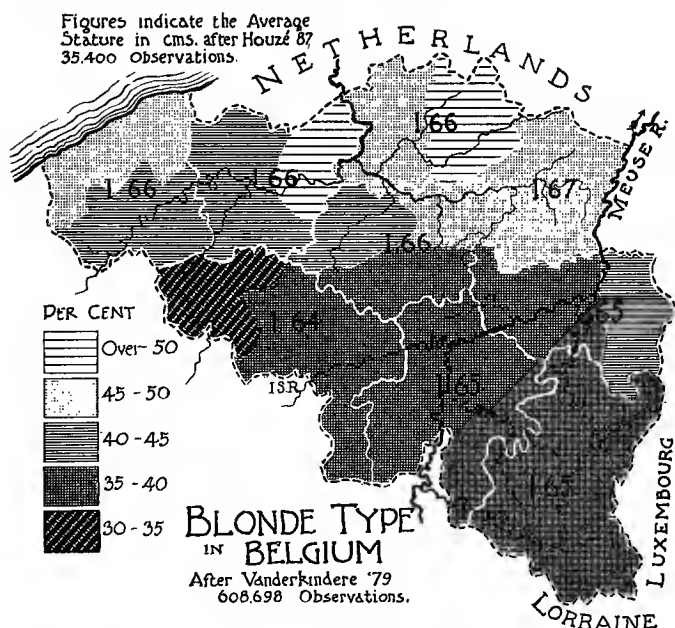 Figures indicate the Average
Stature in cms. after Houzé 87
35.400 Observations.
NETHERLANDS
MEUSE R.
1.66
1.66
1.66
1.67
1.66
1.64
1.65
1.65
1.65
PER CENT
Over-50
45-50
40-45
35-40
30-35
I.S.R.
BLONDE TYPE
IN BELGIUM
After Vanderkindere '79
608,698 Observations.
LUXEMBOURG
LORRAINE